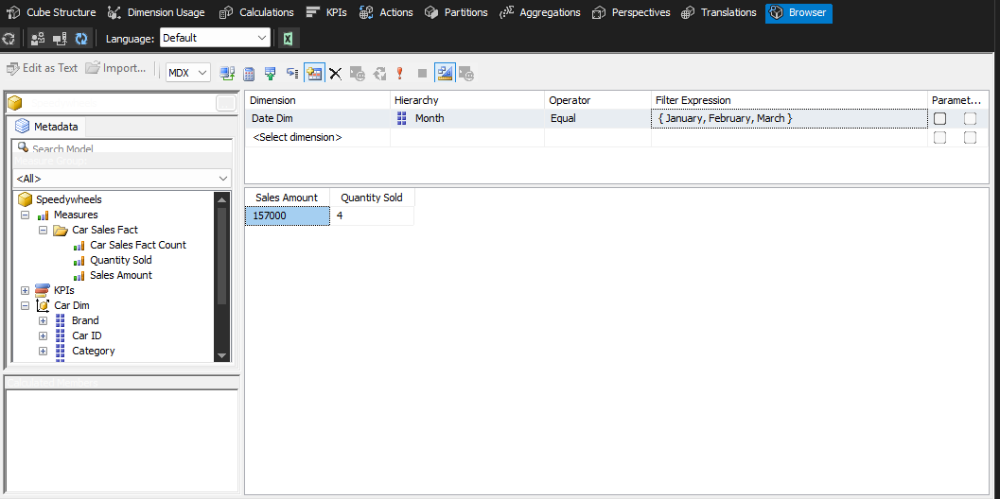 Cube Structure Dimension Usage Calculations KPIs Actions Partitions Aggregations Perspectives Translations Browser
Language: Default
Edit as Text Import... MDX
Metadata
Search Model
Measure Group:
<All>
Speedywheels
Measures
Car Sales Fact
Car Sales Fact Count
Quantity Sold
Sales Amount
KPIs
Car Dim
Brand
Car ID
Category
Calculated Members
Dimension Hierarchy Operator Filter Expression Paramet...
Date Dim Month Equal { January, February, March }
<Select dimension>
Sales Amount Quantity Sold
157000 4